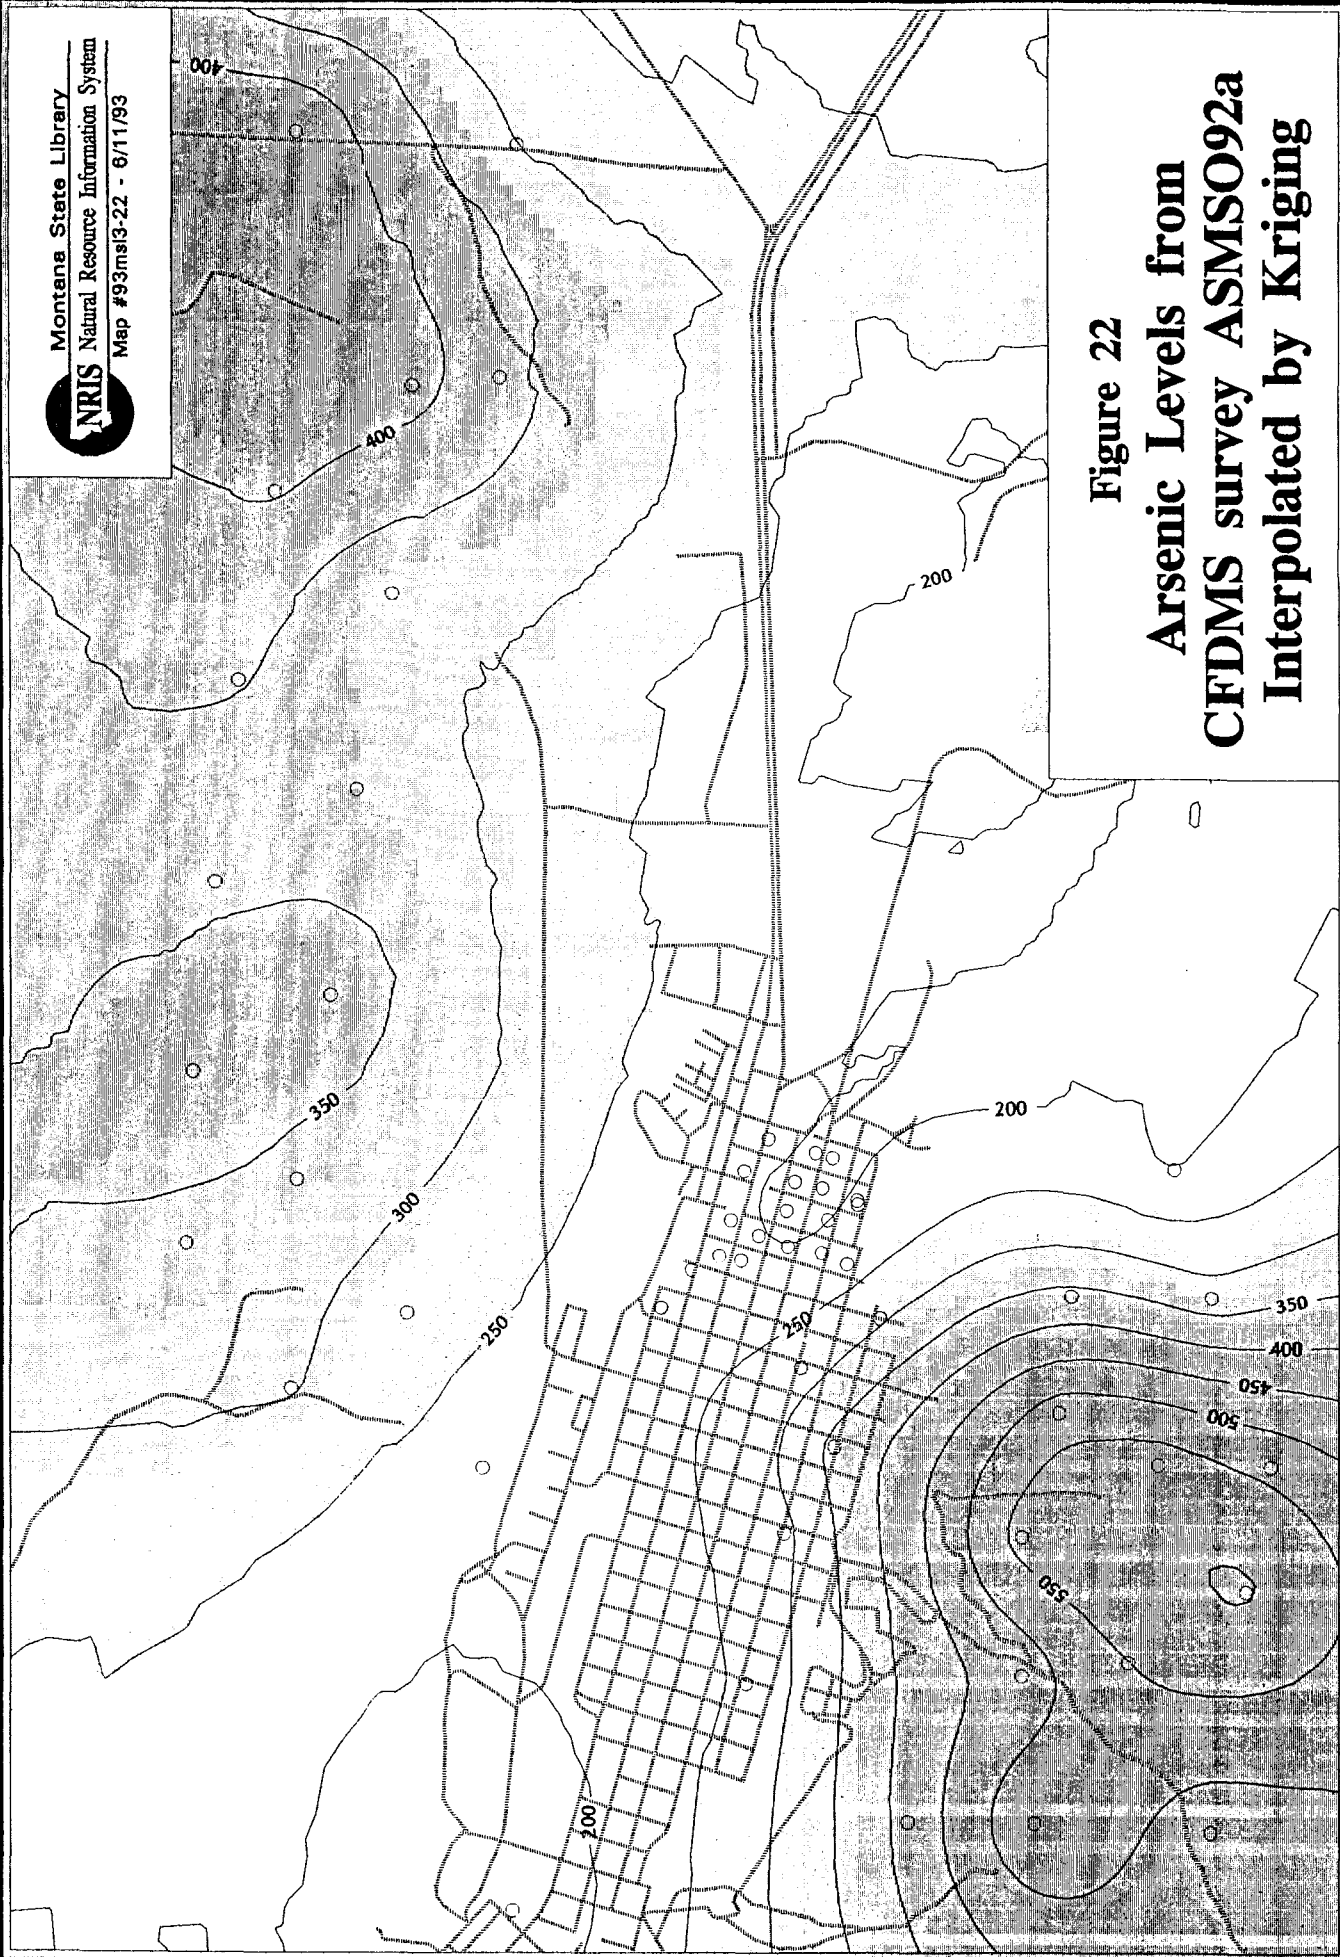 Montana State Library
NRIS Natural Resource Information System
Map #93msl3-22 - 6/11/93
Figure 22
Arsenic Levels from
CFDMS survey ASMSO92a
Interpolated by Kriging
400
400
350
300
250
200
200
200
250
350
400
450
500
550